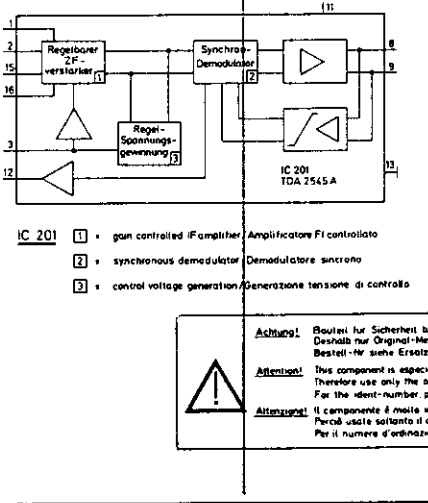 11
1
2
15
16
3
12
8
9
13
Regelbarer
ZF-
verstärker
1
Synchron-
Demodulator
2
Regel-
Spannungs-
gewinnung
3
IC 201
TDA 2545 A
IC 201
1 = gain controlled IF amplifier / Amplificatore FI controllato
2 = synchronous demodulator / Demodulatore sincrono
3 = control voltage generation / Generazione tensione di controllo
Achtung! Bauteil für Sicherheit
Deshalb nur Original-
Bestell-Nr siehe
Attention! This component is
Therefore use only the
For the ident-number,
Attenzione! Il componente è molto
Perciò usate soltanto il
Per il numero